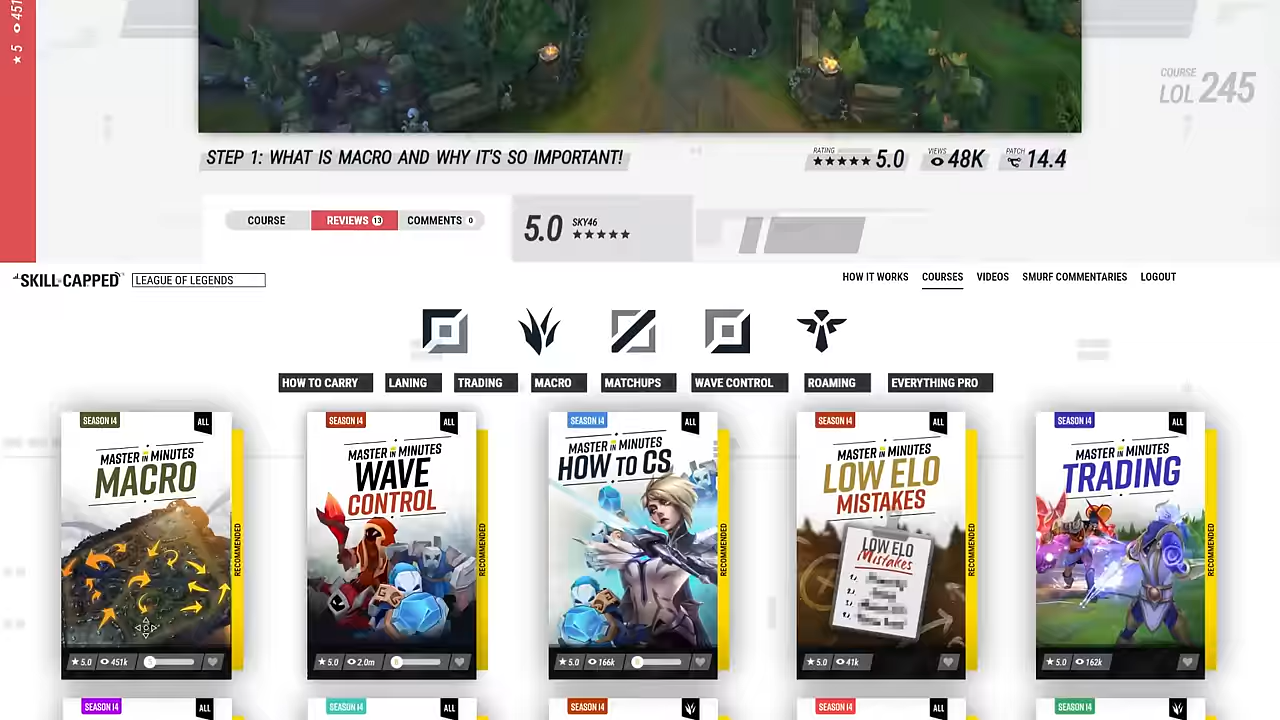 ★ 5 451
COURSE
LOL 245
STEP 1: WHAT IS MACRO AND WHY IT'S SO IMPORTANT!
RATING
★★★★★ 5.0
VIEWS
48K
PATCH
14.4
COURSE
REVIEWS 13
COMMENTS 0
5.0
SKY46
★★★★★
SKILL CAPPED
LEAGUE OF LEGENDS
HOW IT WORKS
COURSES
VIDEOS
SMURF COMMENTARIES
LOGOUT
HOW TO CARRY
LANING
TRADING
MACRO
MATCHUPS
WAVE CONTROL
ROAMING
EVERYTHING PRO
SEASON 14
ALL
MASTER IN MINUTES
MACRO
RECOMMENDED
★ 5.0 451k
SEASON 14
ALL
MASTER IN MINUTES
WAVE
CONTROL
RECOMMENDED
★ 5.0 2.0m
SEASON 14
ALL
MASTER IN MINUTES
HOW TO CS
RECOMMENDED
★ 5.0 166k
SEASON 14
ALL
MASTER IN MINUTES
LOW ELO
MISTAKES
LOW ELO
Mistakes
RECOMMENDED
★ 5.0 41k
SEASON 14
ALL
MASTER IN MINUTES
TRADING
RECOMMENDED
★ 5.0 162k
SEASON 14
ALL
SEASON 14
ALL
SEASON 14
SEASON 14
ALL
SEASON 14